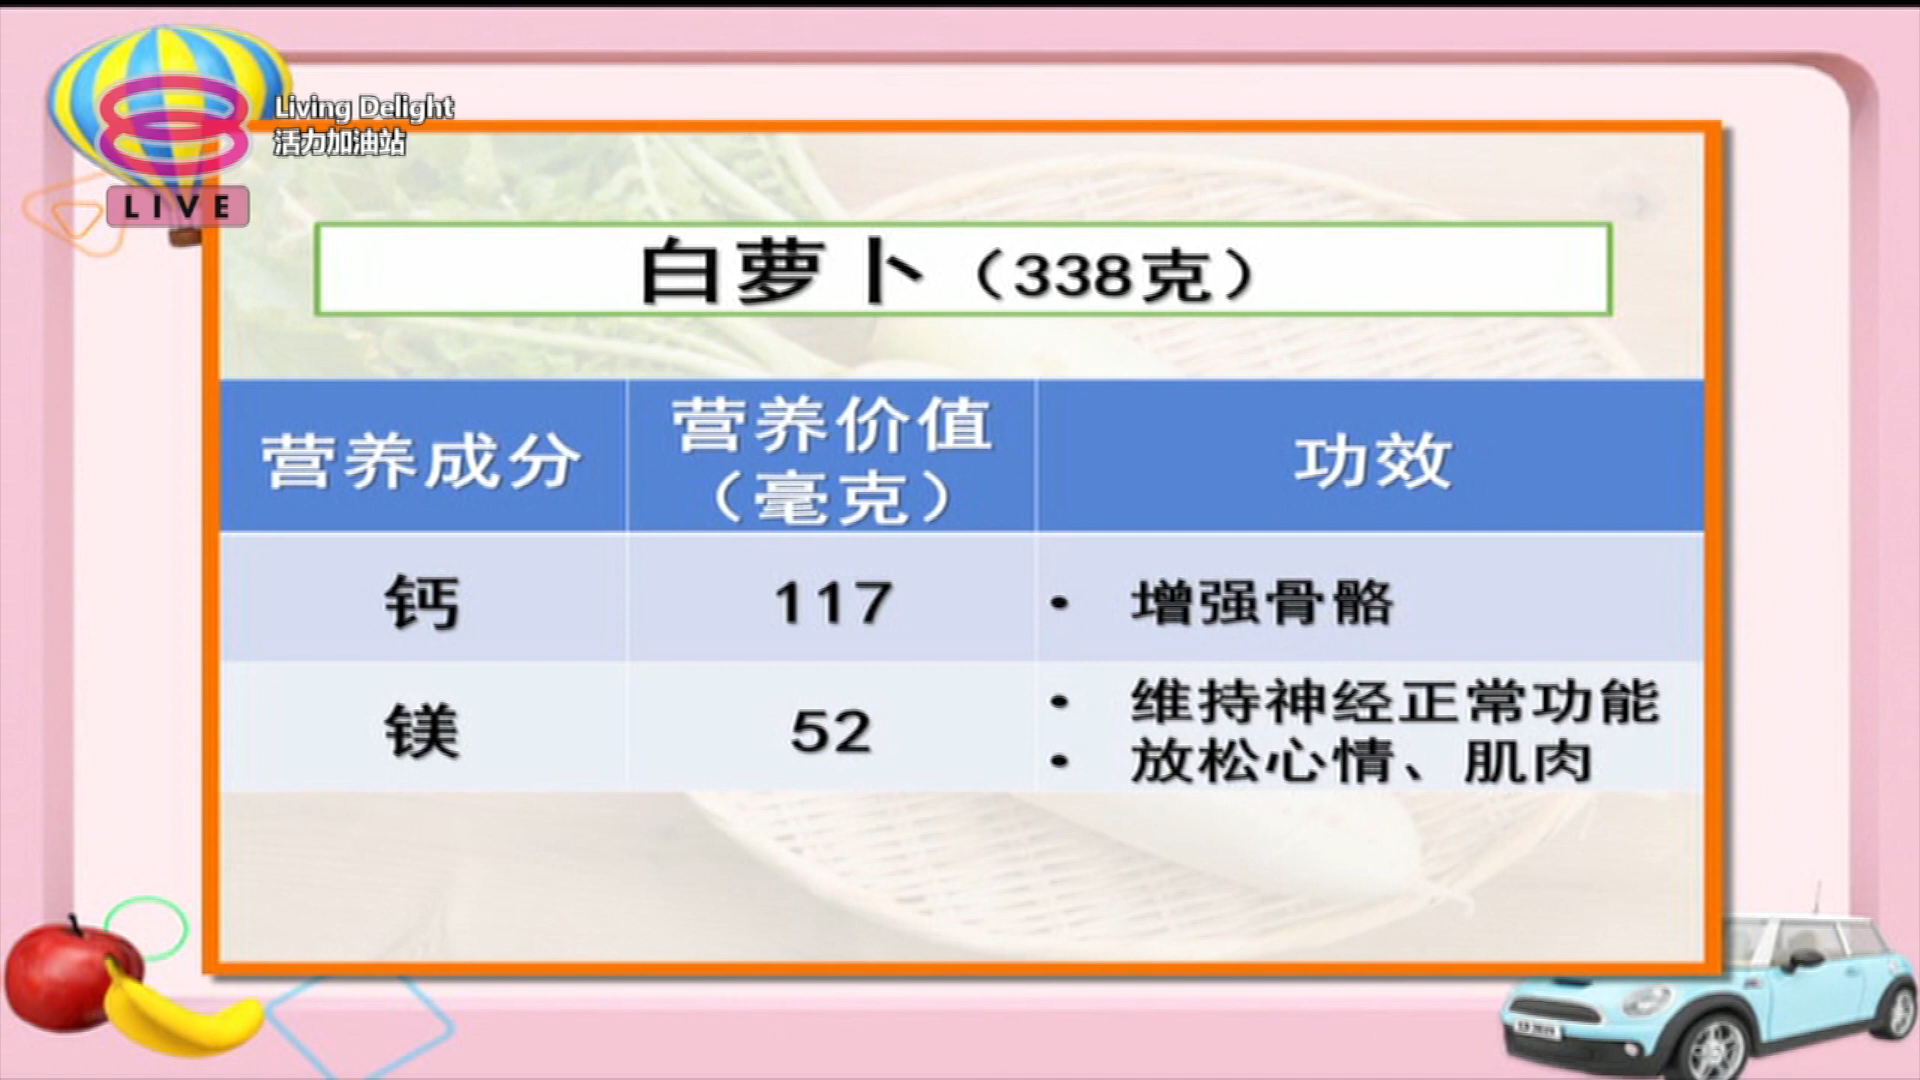 Living Delight
活力加油站
LIVE
白萝卜（338克）
营养成分
营养价值
（毫克）
功效
钙
117
• 增强骨骼
镁
52
• 维持神经正常功能
• 放松心情、肌肉